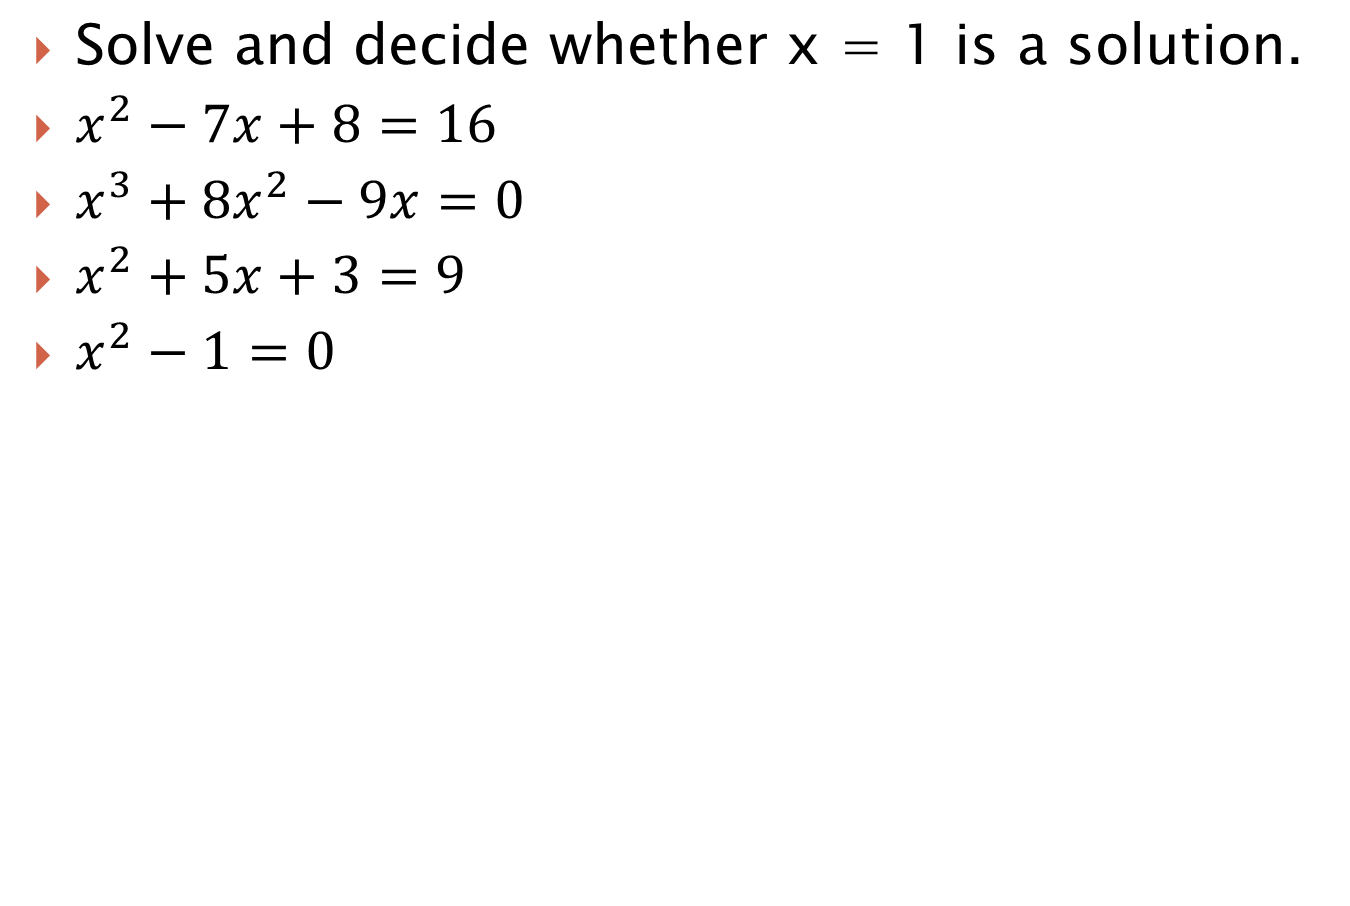 Solve and decide whether x = 1 is a solution.
x² − 7x + 8 = 16
x³ + 8x² − 9x = 0
x² + 5x + 3 = 9
x² − 1 = 0